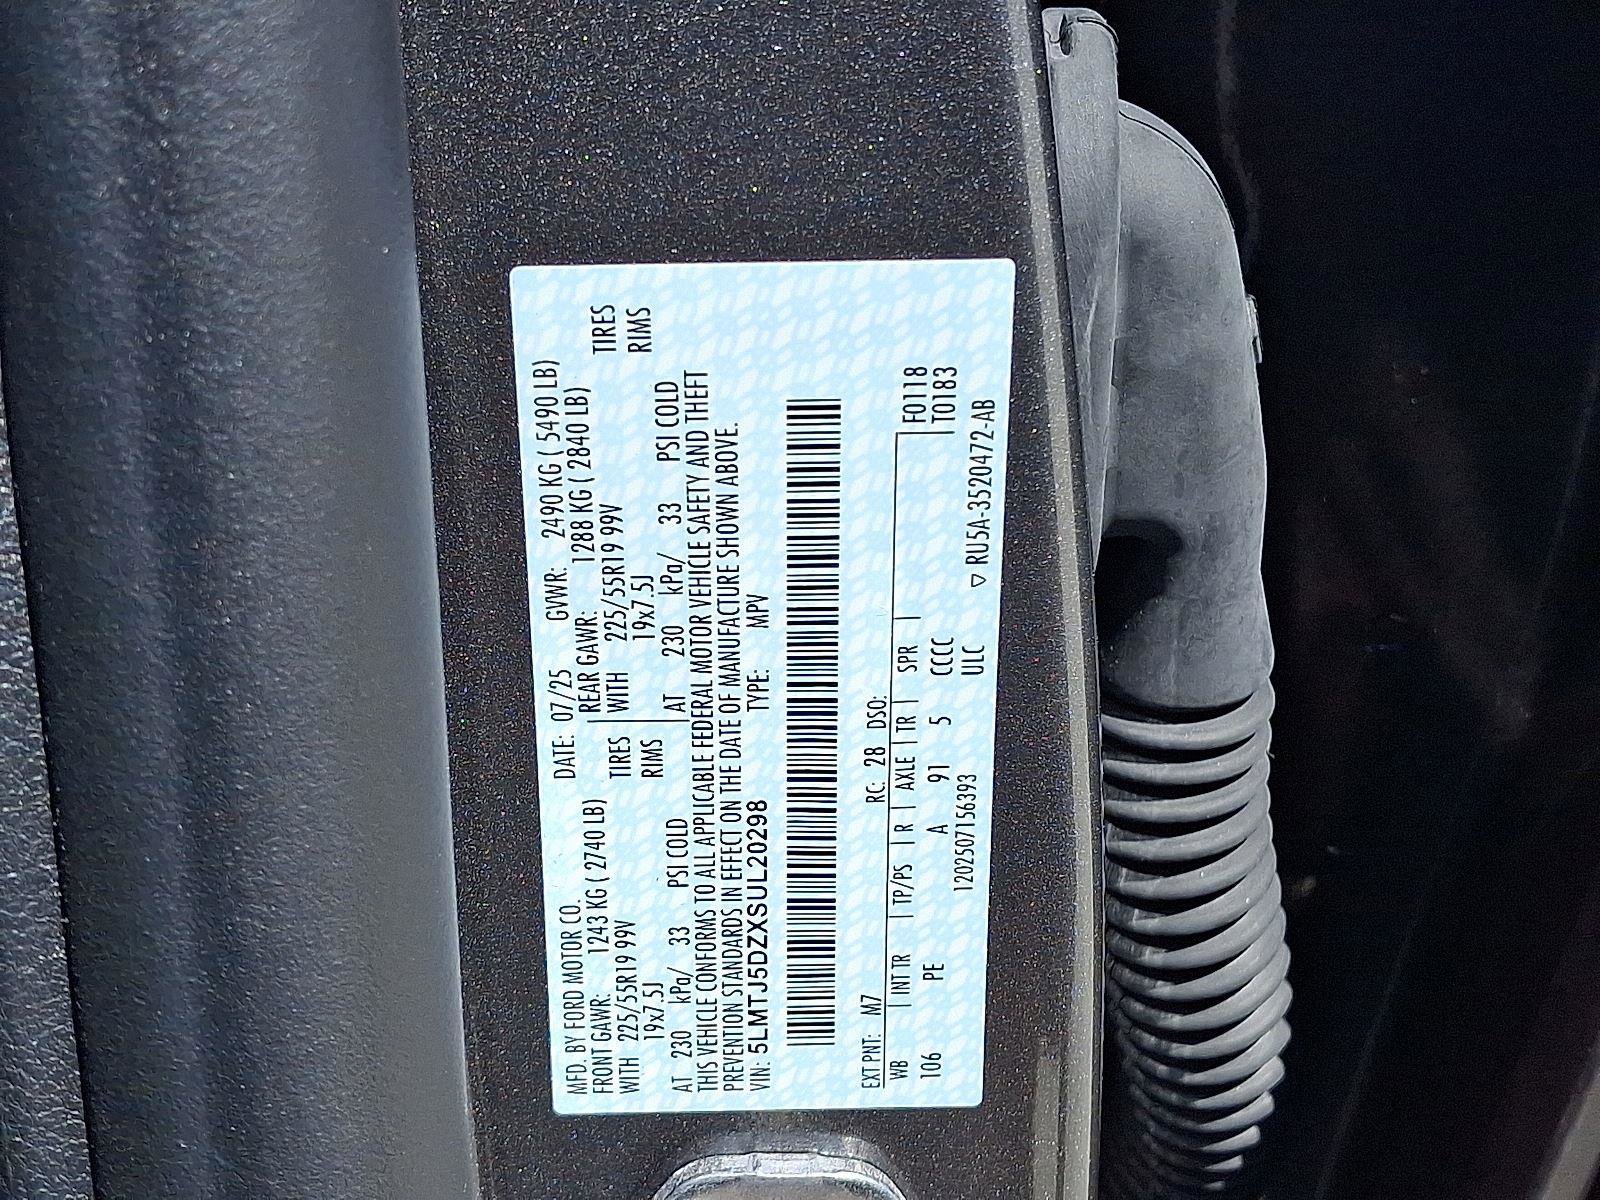 MFD. BY FORD MOTOR CO. DATE: 07/25 GVWR: 2490 KG ( 5490 LB)
FRONT GAWR: 1243 KG ( 2740 LB) REAR GAWR: 1288 KG ( 2840 LB)
WITH 225/55R19 99V TIRES WITH 225/55R19 99V TIRES
19x7.5J RIMS 19x7.5J RIMS
AT 230 kPa/ 33 PSI COLD AT 230 kPa/ 33 PSI COLD
THIS VEHICLE CONFORMS TO ALL APPLICABLE FEDERAL MOTOR VEHICLE SAFETY AND THEFT
PREVENTION STANDARDS IN EFFECT ON THE DATE OF MANUFACTURE SHOWN ABOVE.
VIN: 5LMTJ5DZXSUL20298 TYPE: MPV
EXT PNT: M7 RC: 28 DSO:
WB | INT TR | TP/PS | R | AXLE | TR | SPR | F0118
106 PE A 91 5 CCCC T0183
1202507156393 ULC ▽ RU5A-3520472-AB